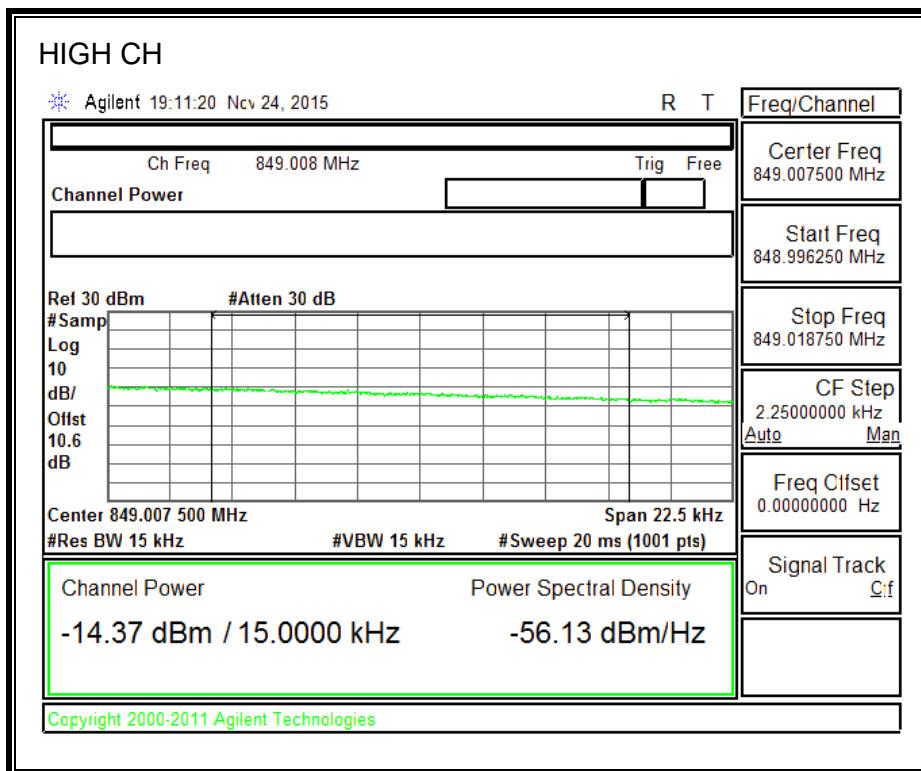 HIGH CH
Agilent 19:11:20 Nov 24, 2015 R T
Freq/Channel
Ch Freq 849.008 MHz Trig Free
Channel Power
Center Freq
849.007500 MHz
Start Freq
848.996250 MHz
Stop Freq
849.018750 MHz
CF Step
2.25000000 kHz
Auto Man
Freq Offset
0.00000000 Hz
Signal Track
On Off
Ref 30 dBm #Atten 30 dB
#Samp
Log
10
dB/
Offst
10.6
dB
Center 849.007 500 MHz Span 22.5 kHz
#Res BW 15 kHz #VBW 15 kHz #Sweep 20 ms (1001 pts)
Channel Power Power Spectral Density
-14.37 dBm / 15.0000 kHz -56.13 dBm/Hz
Copyright 2000-2011 Agilent Technologies